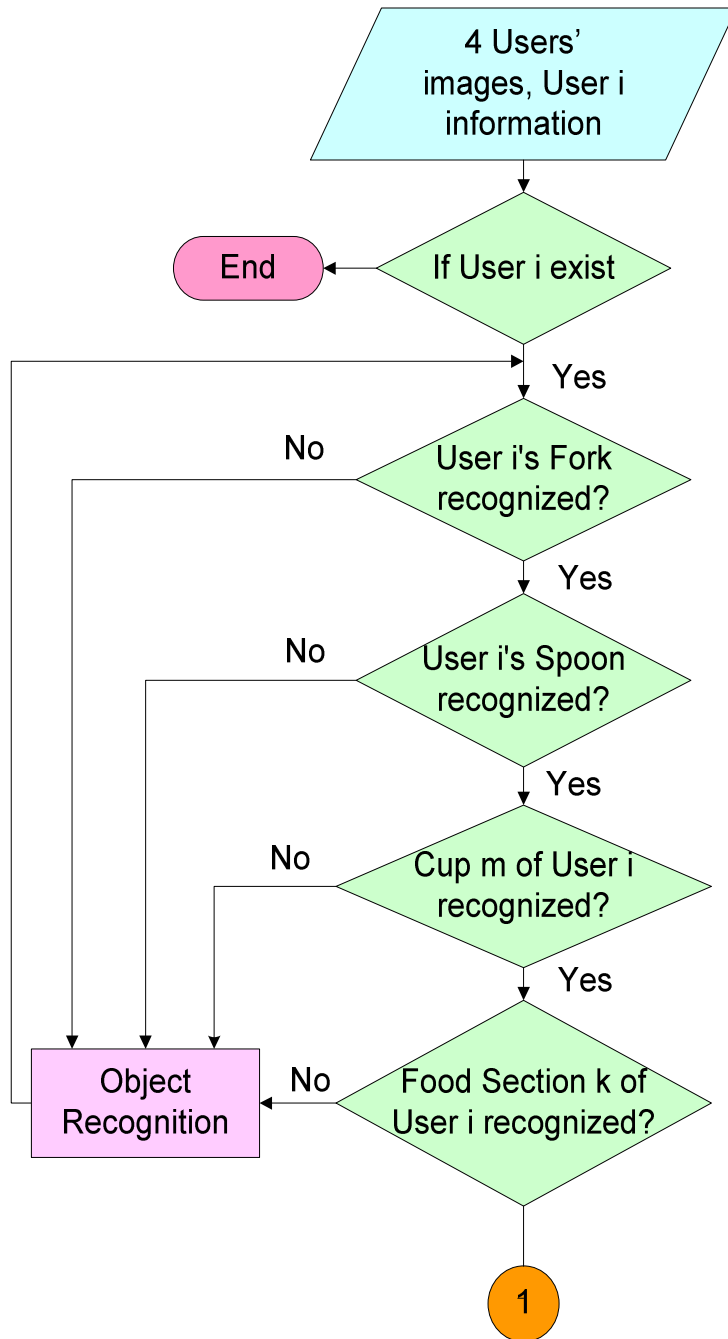 4 Users’
images, User i
information
End
If User i exist
Yes
No
User i's Fork
recognized?
Yes
No
User i's Spoon
recognized?
Yes
No
Cup m of User i
recognized?
Yes
Object
Recognition
No
Food Section k of
User i recognized?
1